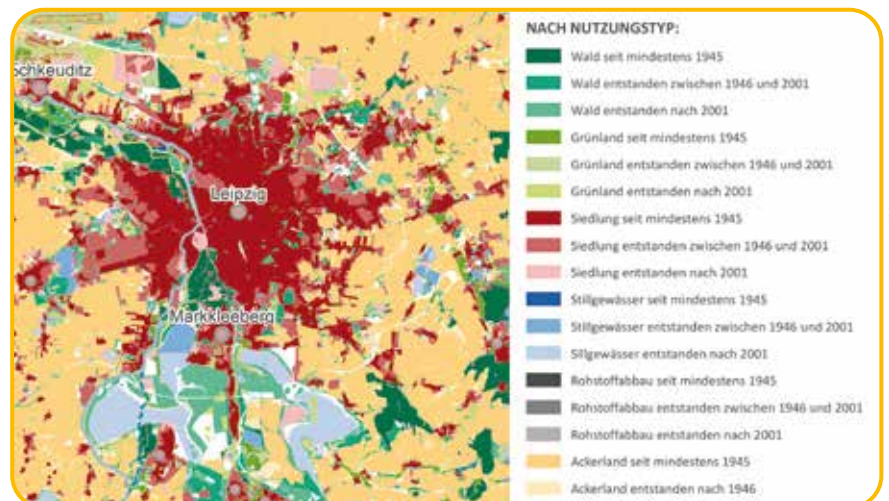 NACH NUTZUNGSTYP:
Wald seit mindestens 1945
Wald entstanden zwischen 1946 und 2001
Wald entstanden nach 2001
Grünland seit mindestens 1945
Grünland entstanden zwischen 1946 und 2001
Grünland entstanden nach 2001
Siedlung seit mindestens 1945
Siedlung entstanden zwischen 1946 und 2001
Siedlung entstanden nach 2001
Stillgewässer seit mindestens 1945
Stillgewässer entstanden zwischen 1946 und 2001
Sillgewässer entstanden nach 2001
Rohstoffabbau seit mindestens 1945
Rohstoffabbau entstanden zwischen 1946 und 2001
Rohstoffabbau entstanden nach 2001
Ackerland seit mindestens 1945
Ackerland entstanden nach 1946
Schkeuditz
Leipzig
Markkleeberg